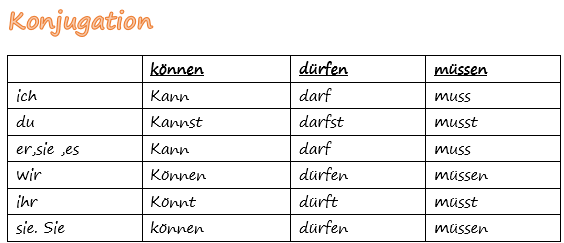 Konjugation
können dürfen müssen
ich Kann darf muss
du Kannst darfst musst
er,sie ,es Kann darf muss
wir Können dürfen müssen
ihr Könnt dürft müsst
sie. Sie können dürfen müssen